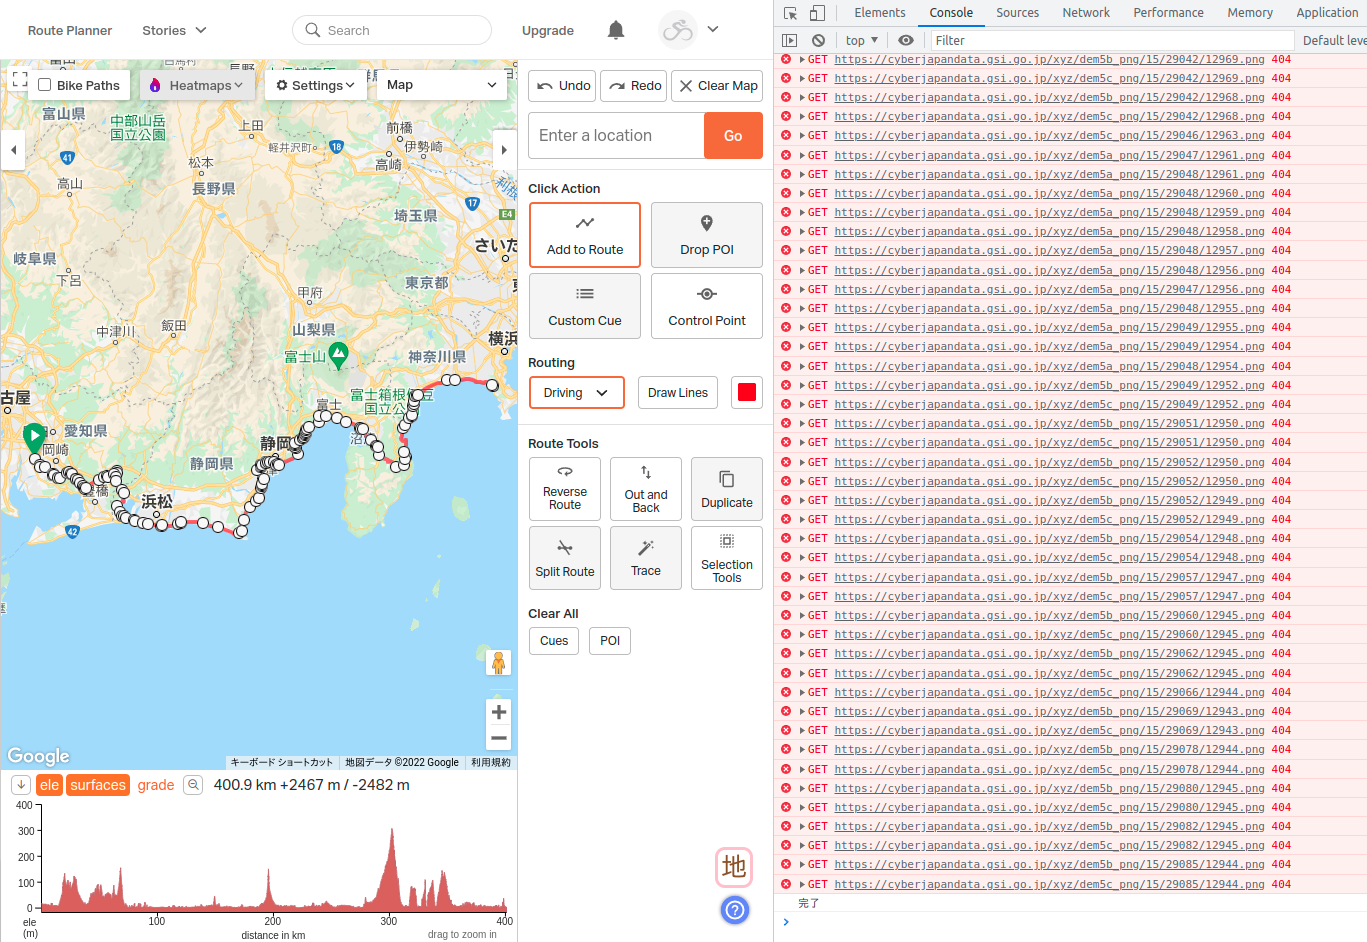 Route Planner
Stories
Search
Upgrade
Bike Paths
Heatmaps
Settings
Map
富山県
中部山岳
国立公園
長野
上田
前橋
伊勢崎
軽井沢町
高崎
18
41
松本
高山
長野県
17
E4
埼玉県
さいた
岐阜県
下呂
東京都
甲府
中津川
飯田
山梨県
横浜
富士山
神奈川県
古屋
富士箱根伊豆
国立公
富士
愛知県
岡崎
静岡
沼
静岡県
豊橋
浜松
42
Google
キーボード ショートカット
地図データ ©2022 Google
利用規約
ele
surfaces
grade
400.9 km +2467 m / -2482 m
400
300
200
100
0
ele
(m)
100
200
300
400
distance in km
drag to zoom in
Undo
Redo
Clear Map
Enter a location
Go
Click Action
Add to Route
Drop POI
Custom Cue
Control Point
Routing
Driving
Draw Lines
Route Tools
Reverse
Route
Out and
Back
Duplicate
Split Route
Trace
Selection
Tools
Clear All
Cues
POI
地
Elements
Console
Sources
Network
Performance
Memory
Application
top
Filter
Default leve
GET https://cyberjapandata.gsi.go.jp/xyz/dem5b_png/15/29042/12969.png 404
GET https://cyberjapandata.gsi.go.jp/xyz/dem5c_png/15/29042/12969.png 404
GET https://cyberjapandata.gsi.go.jp/xyz/dem5b_png/15/29042/12968.png 404
GET https://cyberjapandata.gsi.go.jp/xyz/dem5c_png/15/29042/12968.png 404
GET https://cyberjapandata.gsi.go.jp/xyz/dem5c_png/15/29046/12963.png 404
GET https://cyberjapandata.gsi.go.jp/xyz/dem5a_png/15/29047/12961.png 404
GET https://cyberjapandata.gsi.go.jp/xyz/dem5a_png/15/29048/12961.png 404
GET https://cyberjapandata.gsi.go.jp/xyz/dem5a_png/15/29048/12960.png 404
GET https://cyberjapandata.gsi.go.jp/xyz/dem5a_png/15/29048/12959.png 404
GET https://cyberjapandata.gsi.go.jp/xyz/dem5a_png/15/29048/12958.png 404
GET https://cyberjapandata.gsi.go.jp/xyz/dem5a_png/15/29048/12957.png 404
GET https://cyberjapandata.gsi.go.jp/xyz/dem5a_png/15/29048/12956.png 404
GET https://cyberjapandata.gsi.go.jp/xyz/dem5a_png/15/29047/12956.png 404
GET https://cyberjapandata.gsi.go.jp/xyz/dem5a_png/15/29048/12955.png 404
GET https://cyberjapandata.gsi.go.jp/xyz/dem5a_png/15/29049/12955.png 404
GET https://cyberjapandata.gsi.go.jp/xyz/dem5a_png/15/29049/12954.png 404
GET https://cyberjapandata.gsi.go.jp/xyz/dem5a_png/15/29048/12954.png 404
GET https://cyberjapandata.gsi.go.jp/xyz/dem5b_png/15/29049/12952.png 404
GET https://cyberjapandata.gsi.go.jp/xyz/dem5c_png/15/29049/12952.png 404
GET https://cyberjapandata.gsi.go.jp/xyz/dem5b_png/15/29051/12950.png 404
GET https://cyberjapandata.gsi.go.jp/xyz/dem5c_png/15/29051/12950.png 404
GET https://cyberjapandata.gsi.go.jp/xyz/dem5b_png/15/29052/12950.png 404
GET https://cyberjapandata.gsi.go.jp/xyz/dem5c_png/15/29052/12950.png 404
GET https://cyberjapandata.gsi.go.jp/xyz/dem5b_png/15/29052/12949.png 404
GET https://cyberjapandata.gsi.go.jp/xyz/dem5c_png/15/29052/12949.png 404
GET https://cyberjapandata.gsi.go.jp/xyz/dem5b_png/15/29054/12948.png 404
GET https://cyberjapandata.gsi.go.jp/xyz/dem5c_png/15/29054/12948.png 404
GET https://cyberjapandata.gsi.go.jp/xyz/dem5b_png/15/29057/12947.png 404
GET https://cyberjapandata.gsi.go.jp/xyz/dem5c_png/15/29057/12947.png 404
GET https://cyberjapandata.gsi.go.jp/xyz/dem5b_png/15/29060/12945.png 404
GET https://cyberjapandata.gsi.go.jp/xyz/dem5c_png/15/29060/12945.png 404
GET https://cyberjapandata.gsi.go.jp/xyz/dem5b_png/15/29062/12945.png 404
GET https://cyberjapandata.gsi.go.jp/xyz/dem5c_png/15/29062/12945.png 404
GET https://cyberjapandata.gsi.go.jp/xyz/dem5c_png/15/29066/12944.png 404
GET https://cyberjapandata.gsi.go.jp/xyz/dem5b_png/15/29069/12943.png 404
GET https://cyberjapandata.gsi.go.jp/xyz/dem5c_png/15/29069/12943.png 404
GET https://cyberjapandata.gsi.go.jp/xyz/dem5b_png/15/29078/12944.png 404
GET https://cyberjapandata.gsi.go.jp/xyz/dem5c_png/15/29078/12944.png 404
GET https://cyberjapandata.gsi.go.jp/xyz/dem5b_png/15/29080/12945.png 404
GET https://cyberjapandata.gsi.go.jp/xyz/dem5c_png/15/29080/12945.png 404
GET https://cyberjapandata.gsi.go.jp/xyz/dem5b_png/15/29082/12945.png 404
GET https://cyberjapandata.gsi.go.jp/xyz/dem5c_png/15/29082/12945.png 404
GET https://cyberjapandata.gsi.go.jp/xyz/dem5b_png/15/29085/12944.png 404
GET https://cyberjapandata.gsi.go.jp/xyz/dem5c_png/15/29085/12944.png 404
完了